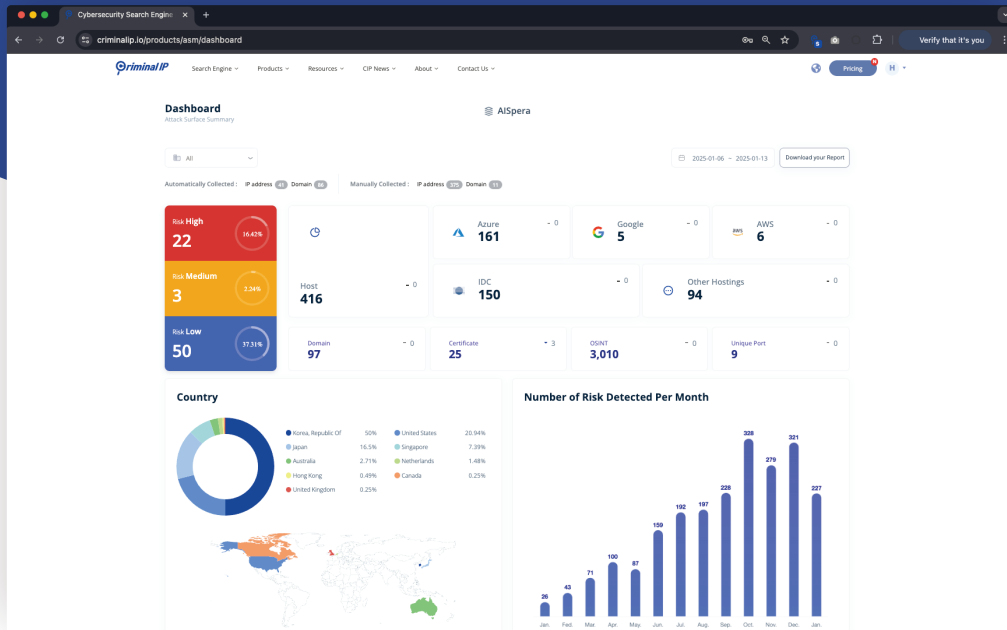 Cybersecurity Search Engine
criminalip.io/products/asm/dashboard
Verify that it's you
Criminal IP
Search Engine
Products
Resources
CIP News
About
Contact Us
Pricing
N
H
Dashboard
Attack Surface Summary
AISpera
All
2025-01-06 ~ 2025-01-13
Download your Report
Automatically Collected : IP address 41 Domain 86 Manually Collected : IP address 375 Domain 11
Risk High
22
16.42%
Risk Medium
3
2.24%
Risk Low
50
37.31%
Host
416
- 0
Azure
161
- 0
Google
5
- 0
aws
AWS
6
- 0
IDC
150
- 0
Other Hostings
94
- 0
Domain
97
- 0
Certificate
25
- 3
OSINT
3,010
- 0
Unique Port
9
- 0
Country
Korea, Republic Of 50%
United States 20.94%
Japan 16.5%
Singapore 7.39%
Australia 2.71%
Netherlands 1.48%
Hong Kong 0.49%
Canada 0.25%
United Kingdom 0.25%
Number of Risk Detected Per Month
26
43
71
100
87
159
192
197
228
328
279
321
227
Jan. Fed. Mar. Apr. May. Jun. Jul. Aug. Sep. Oct. Nov. Dec. Jan.